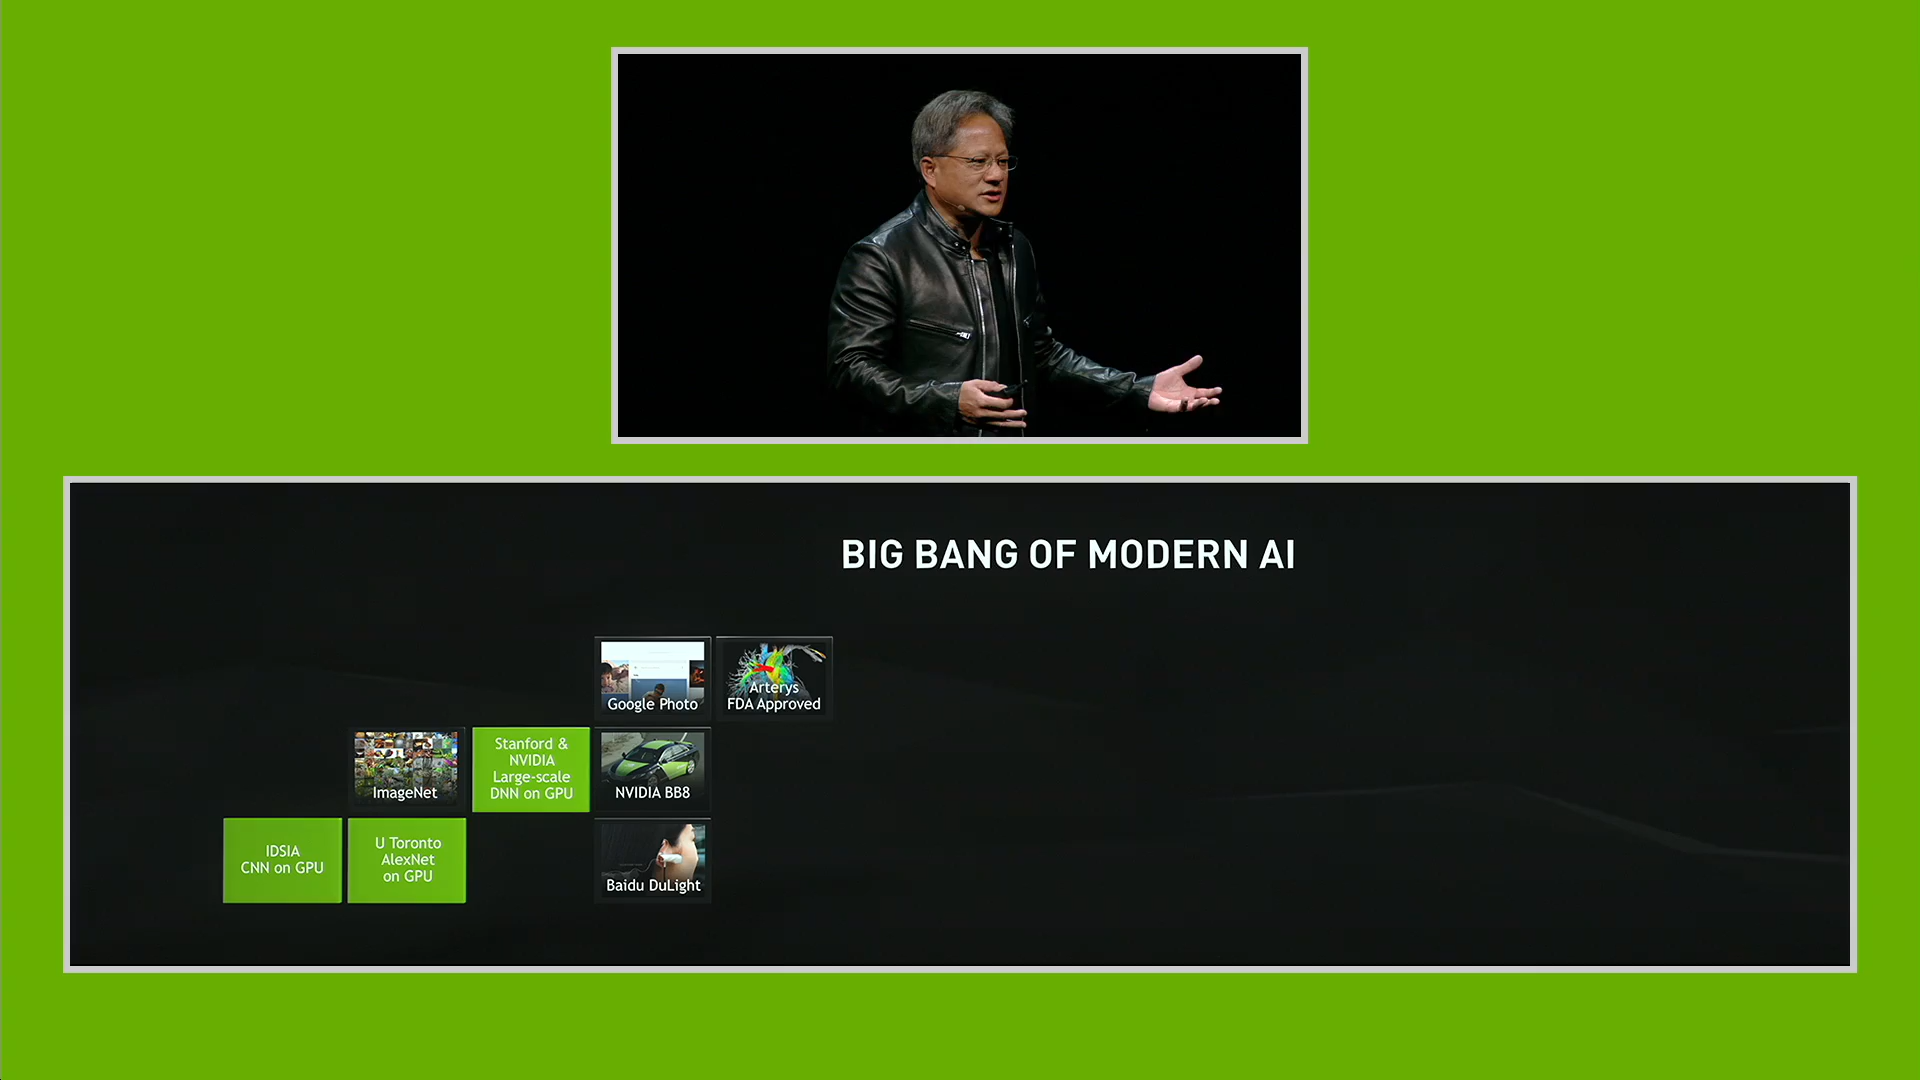 BIG BANG OF MODERN AI
Google Photo
Arterys
FDA Approved
ImageNet
Stanford &
NVIDIA
Large-scale
DNN on GPU
NVIDIA BB8
IDSIA
CNN on GPU
U Toronto
AlexNet
on GPU
Baidu DuLight